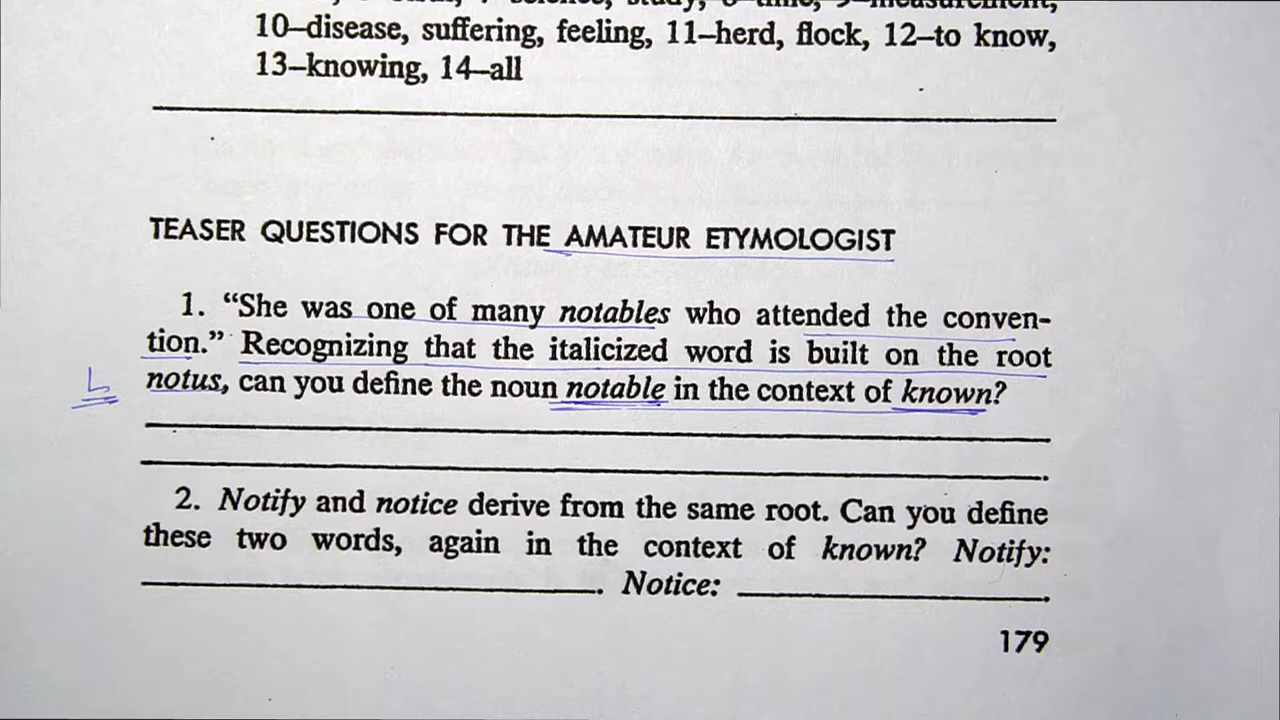 10–disease, suffering, feeling, 11–herd, flock, 12–to know,
13–knowing, 14–all
TEASER QUESTIONS FOR THE AMATEUR ETYMOLOGIST
1. “She was one of many notables who attended the conven-
tion.” Recognizing that the italicized word is built on the root
notus, can you define the noun notable in the context of known?
L
2. Notify and notice derive from the same root. Can you define
these two words, again in the context of known? Notify:
. Notice: .
179